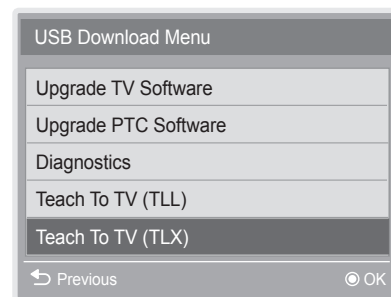 USB Download Menu
Upgrade TV Software
Upgrade PTC Software
Diagnostics
Teach To TV (TLL)
Teach To TV (TLX)
Previous OK